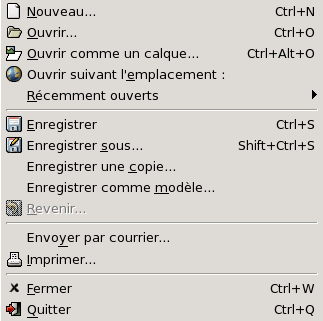 Nouveau... Ctrl+N
Ouvrir... Ctrl+O
Ouvrir comme un calque... Ctrl+Alt+O
Ouvrir suivant l'emplacement :
Récemment ouverts
Enregistrer Ctrl+S
Enregistrer sous... Shift+Ctrl+S
Enregistrer une copie...
Enregistrer comme modèle...
Revenir...
Envoyer par courrier...
Imprimer...
Fermer Ctrl+W
Quitter Ctrl+Q